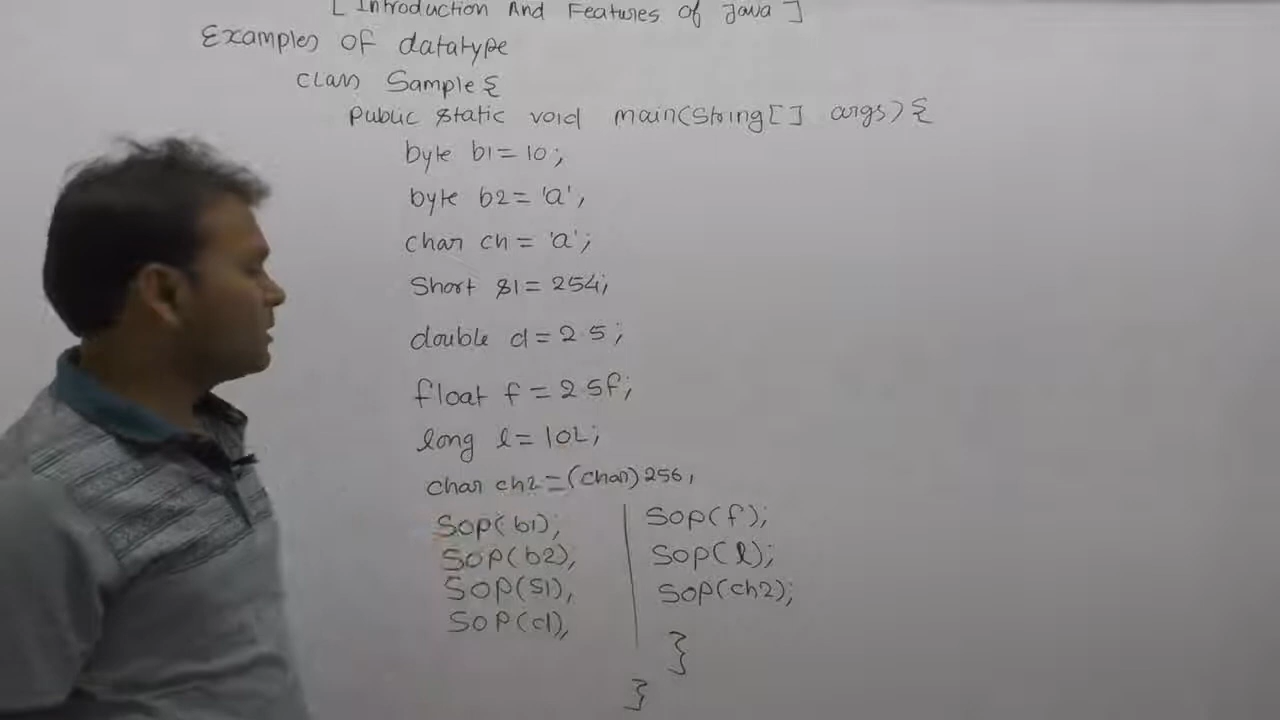 [ Introduction And Features of Java ]
Examples of datatype
class Sample {
public static void main(String[] args) {
byte b1 = 10;
byte b2 = 'a';
char ch = 'a';
Short s1 = 254;
double d = 2.5;
float f = 2.5f;
long l = 10L;
char ch2 = (char) 256;
SOP(b1);
SOP(b2);
SOP(s1);
SOP(d);
SOP(f);
SOP(l);
SOP(ch2);
}
}